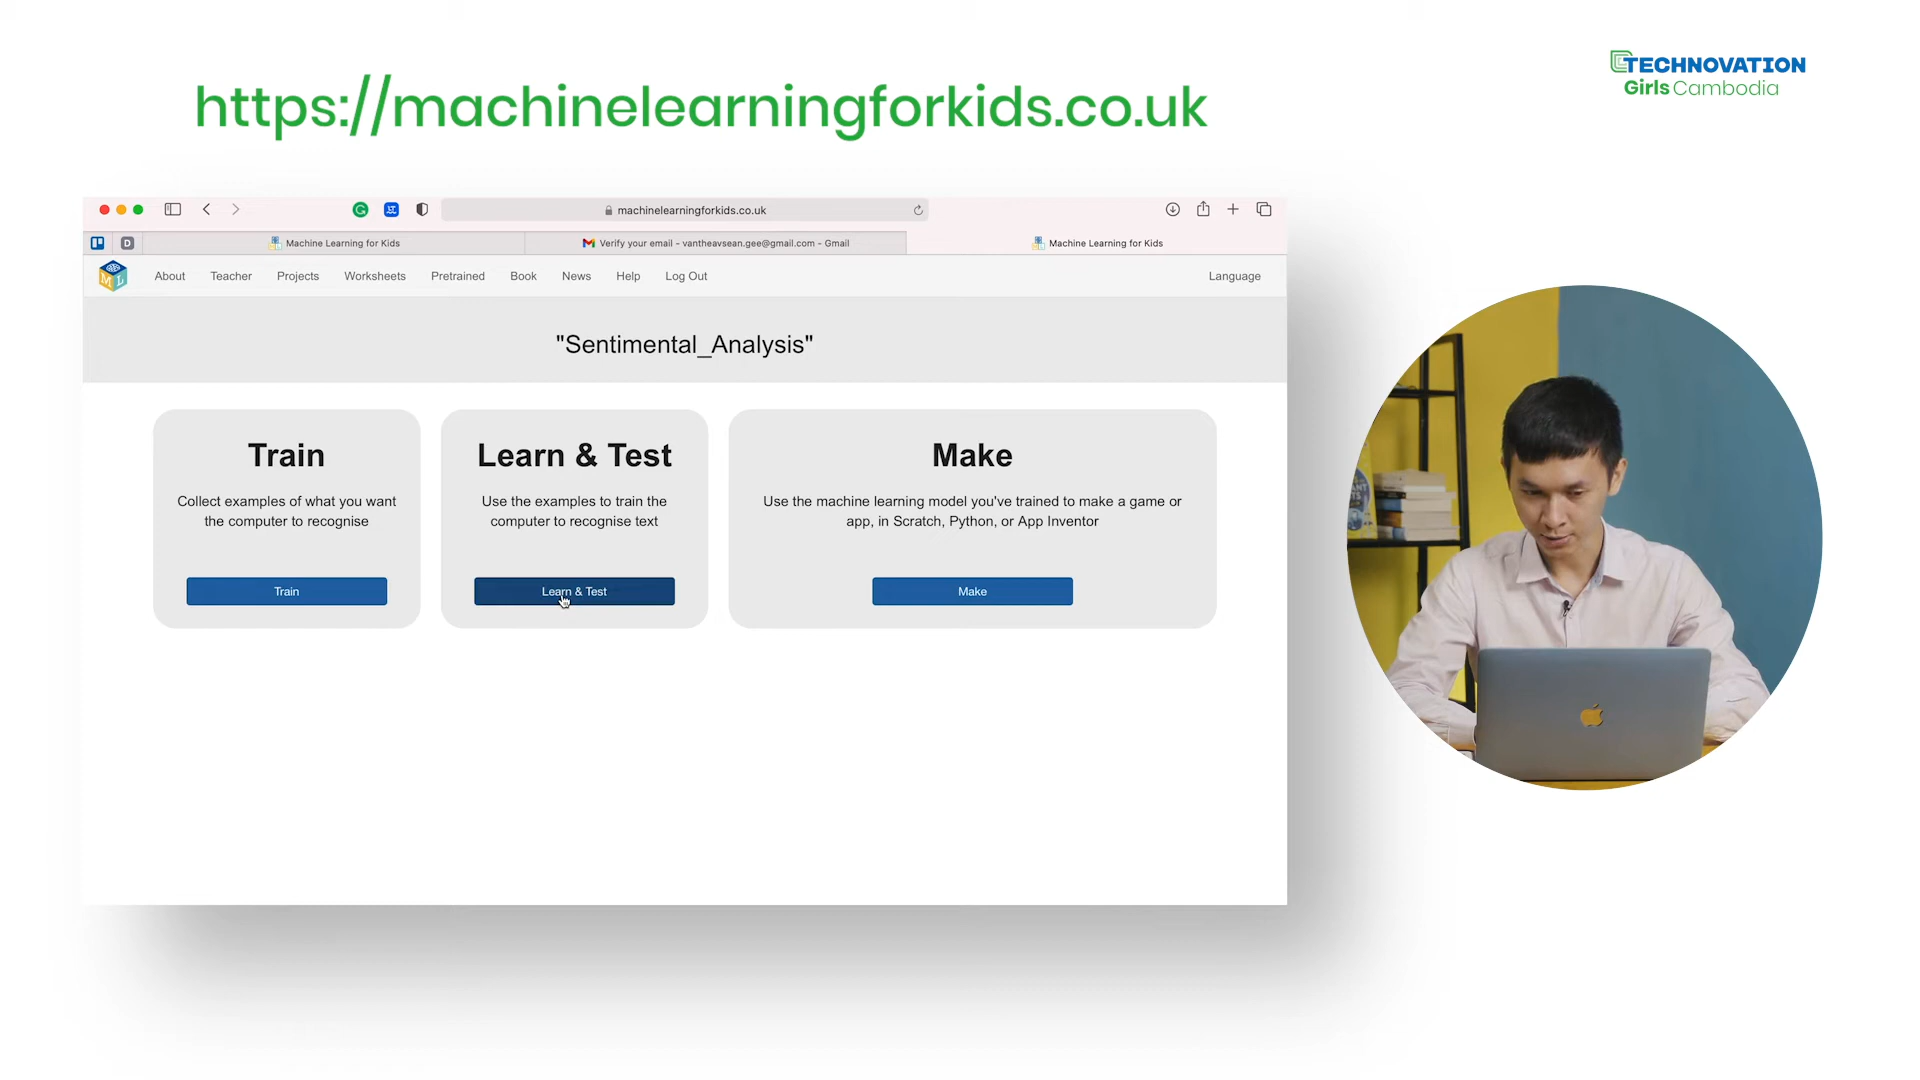 TECHNOVATION
Girls Cambodia
https://machinelearningforkids.co.uk
machinelearningforkids.co.uk
D
Machine Learning for Kids
Verify your email - vantheavsean.gee@gmail.com - Gmail
Machine Learning for Kids
ML
About Teacher Projects Worksheets Pretrained Book News Help Log Out Language
"Sentimental_Analysis"
Train
Collect examples of what you want
the computer to recognise
Train
Learn & Test
Use the examples to train the
computer to recognise text
Learn & Test
Make
Use the machine learning model you've trained to make a game or
app, in Scratch, Python, or App Inventor
Make